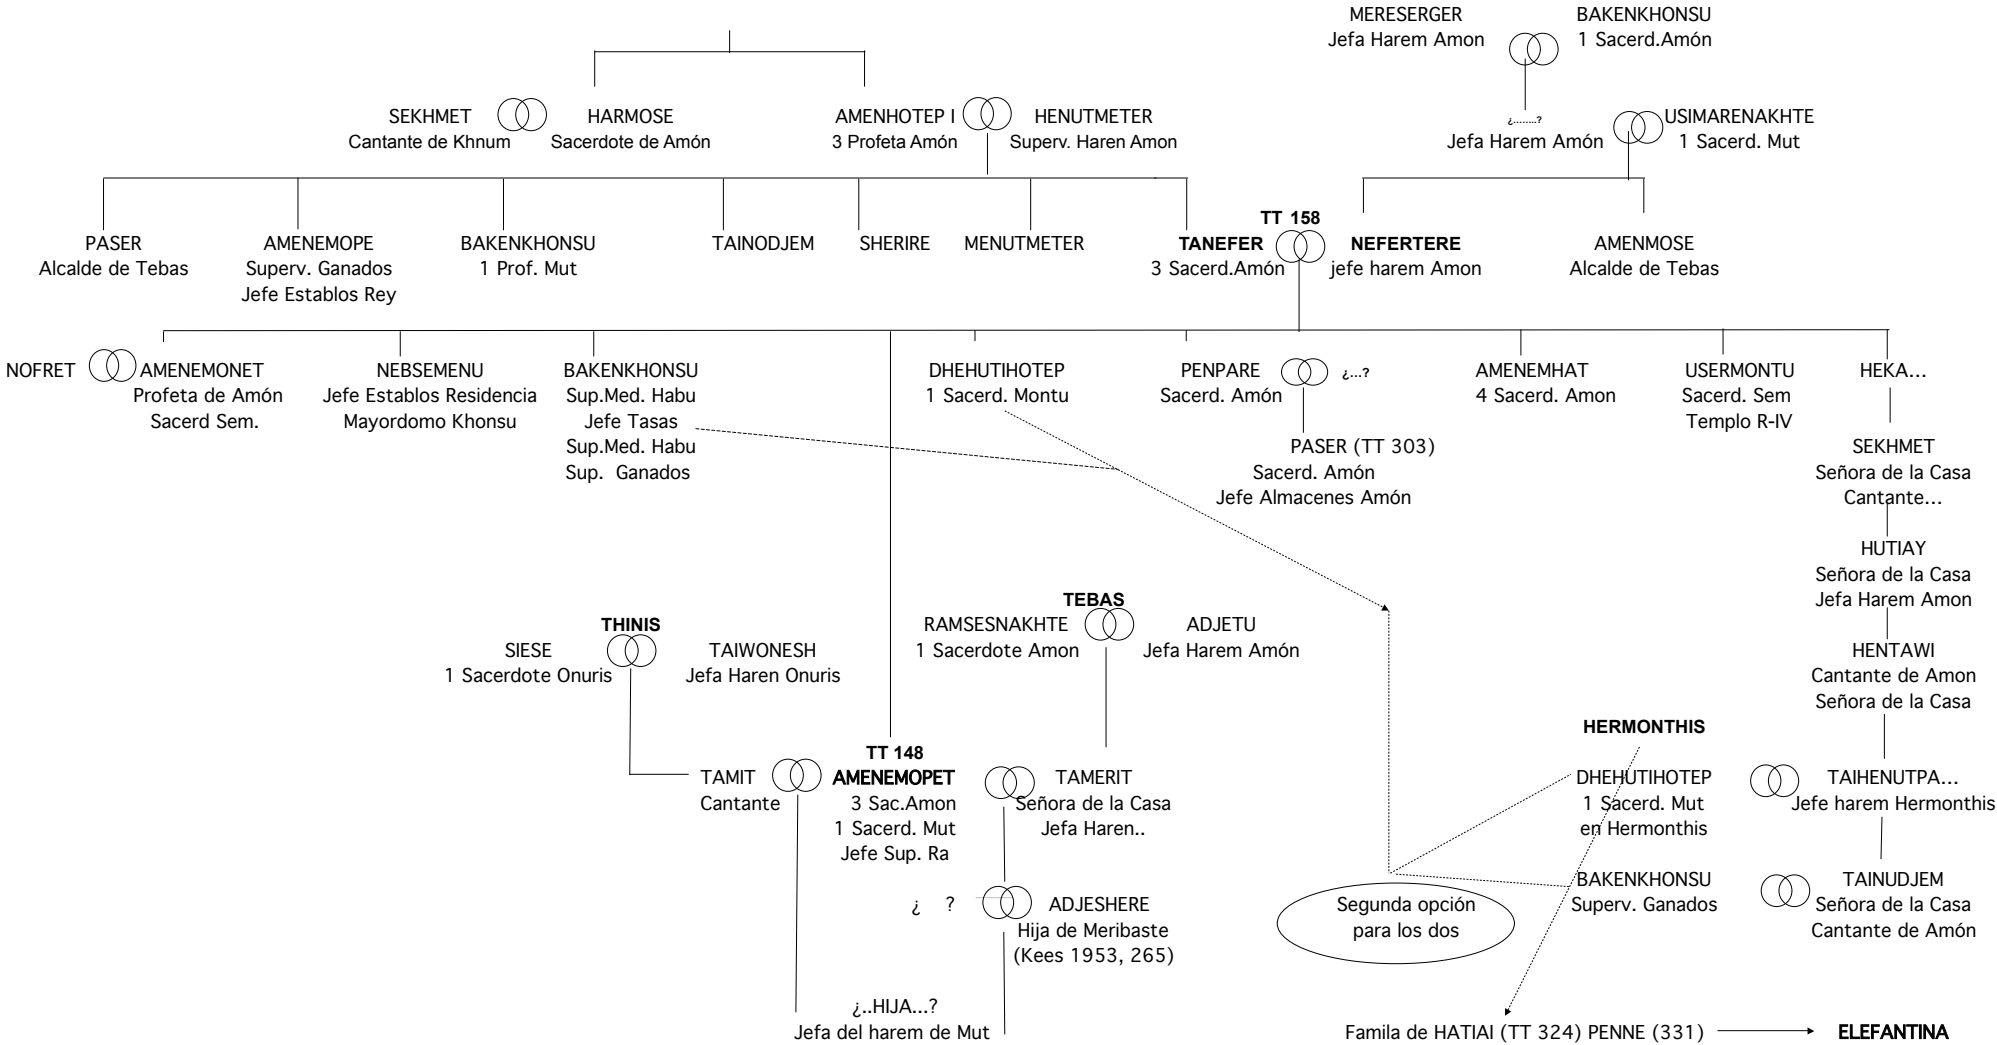 MERESERGER
Jefa Harem Amon
BAKENKHONSU
1 Sacerd.Amón
SEKHMET
Cantante de Khnum
HARMOSE
Sacerdote de Amón
AMENHOTEP I
3 Profeta Amón
HENUTMETER
Superv. Haren Amon
¿........?
Jefa Harem Amón
USIMARENAKHTE
1 Sacerd. Mut
PASER
Alcalde de Tebas
AMENEMOPE
Superv. Ganados
Jefe Establos Rey
BAKENKHONSU
1 Prof. Mut
TAINODJEM
SHERIRE
MENUTMETER
TT 158
TANEFER
3 Sacerd.Amón
NEFERTERE
jefe harem Amon
AMENMOSE
Alcalde de Tebas
NOFRET
AMENEMONET
Profeta de Amón
Sacerd Sem.
NEBSEMENU
Jefe Establos Residencia
Mayordomo Khonsu
BAKENKHONSU
Sup.Med. Habu
Jefe Tasas
Sup.Med. Habu
Sup.  Ganados
DHEHUTIHOTEP
1 Sacerd. Montu
PENPARE
Sacerd. Amón
¿...?
PASER (TT 303)
Sacerd. Amón
Jefe Almacenes Amón
AMENEMHAT
4 Sacerd. Amon
USERMONTU
Sacerd. Sem
Templo R-IV
HEKA...
SEKHMET
Señora de la Casa
Cantante...
HUTIAY
Señora de la Casa
Jefa Harem Amon
HENTAWI
Cantante de Amon
Señora de la Casa
THINIS
SIESE
1 Sacerdote Onuris
TAIWONESH
Jefa Haren Onuris
TEBAS
RAMSESNAKHTE
1 Sacerdote Amon
ADJETU
Jefa Harem Amón
TAMIT
Cantante
TT 148
AMENEMOPET
3 Sac.Amon
1 Sacerd. Mut
Jefe Sup. Ra
TAMERIT
Señora de la Casa
Jefa Haren..
¿    ?
ADJESHERE
Hija de Meribaste
(Kees 1953, 265)
¿..HIJA...?
Jefa del harem de Mut
HERMONTHIS
DHEHUTIHOTEP
1 Sacerd. Mut
en Hermonthis
TAIHENUTPA...
Jefe harem Hermonthis
BAKENKHONSU
Superv. Ganados
TAINUDJEM
Señora de la Casa
Cantante de Amón
Segunda opción
para los dos
Famila de HATIAI (TT 324) PENNE (331)
ELEFANTINA